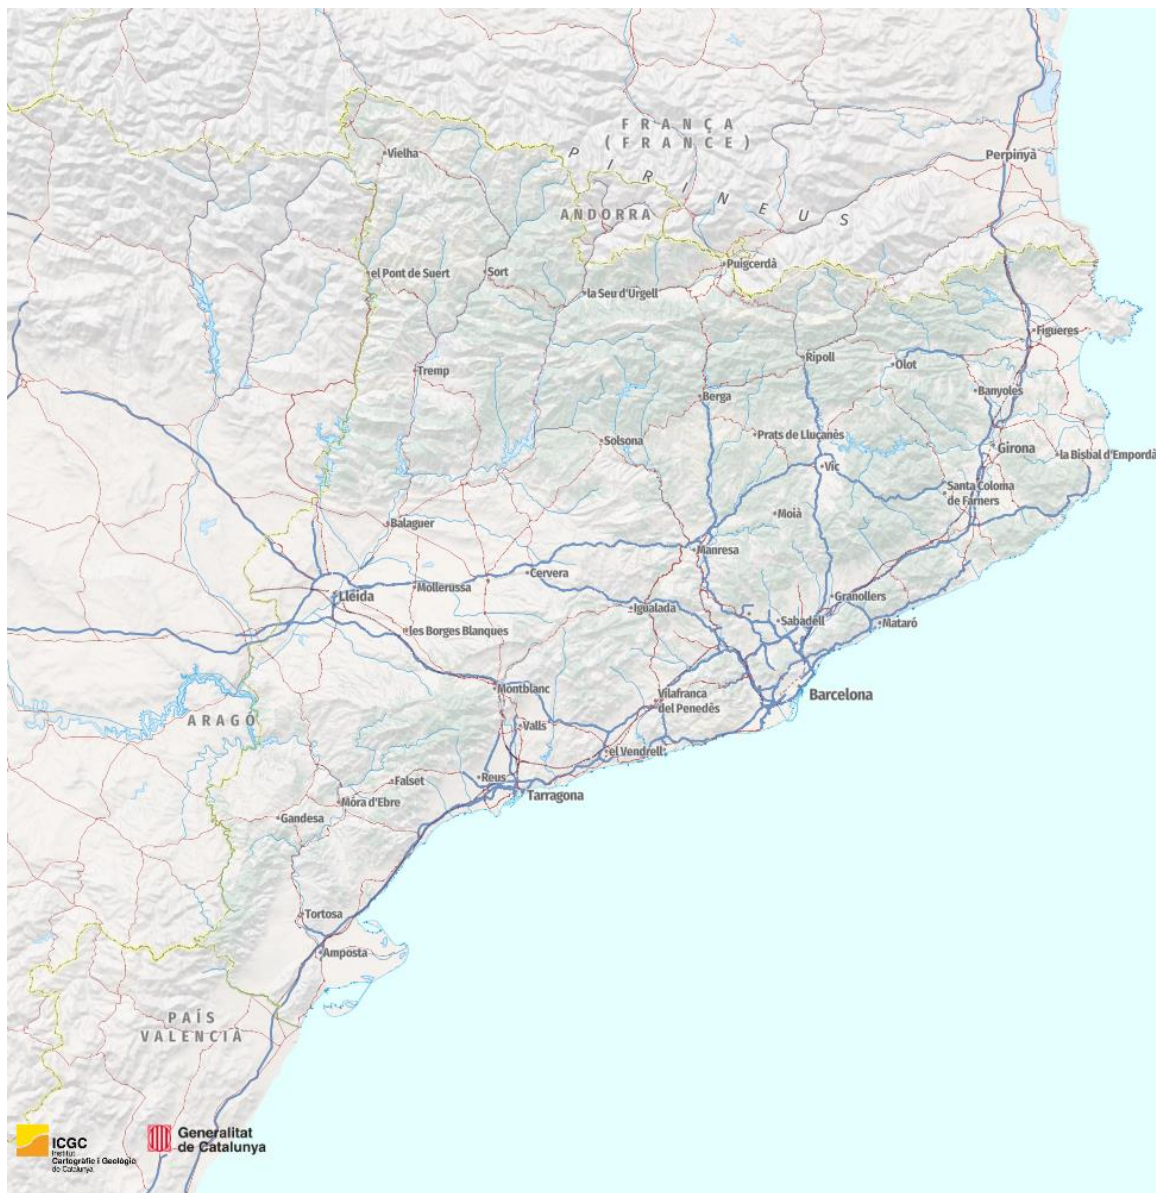 FRANÇA
(FRANCE)
Perpinyà
Vielha
PIRINEUS
ANDORRA
Puigcerdà
el Pont de Suert
Sort
la Seu d'Urgell
Figueres
Ripoll
Olot
Tremp
Banyoles
Berga
Prats de Lluçanès
Solsona
Girona
la Bisbal d'Empordà
Vic
Santa Coloma
de Farners
Moià
Balaguer
Manresa
Cervera
Mollerussa
Lleida
Granollers
Igualada
Sabadell
Mataró
les Borges Blanques
Montblanc
Vilafranca
del Penedès
Barcelona
ARAGÓ
Valls
el Vendrell
Reus
Falset
Tarragona
Móra d'Ebre
Gandesa
Tortosa
Amposta
PAÍS
VALENCIÀ
ICGC
Institut
Cartogràfic i Geològic
de Catalunya
Generalitat
de Catalunya